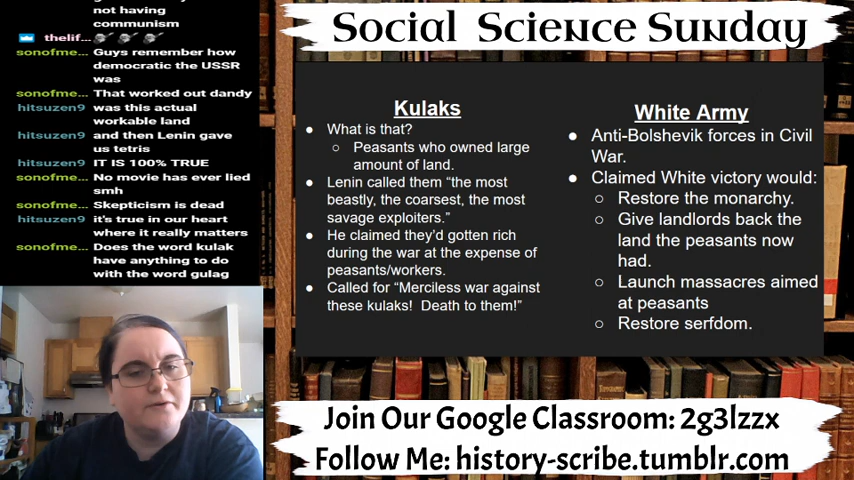 not having
communism
thelif...
sonofme... Guys remember how
democratic the USSR
was
sonofme... That worked out dandy
hitsuzen9 was this actual
workable land
hitsuzen9 and then Lenin gave
us tetris
hitsuzen9 IT IS 100% TRUE
sonofme... No movie has ever lied
smh
sonofme... Skepticism is dead
hitsuzen9 it's true in our heart
where it really matters
sonofme... Does the word kulak
have anything to do
with the word gulag
Social Science Sunday
Kulaks
● What is that?
○ Peasants who owned large
amount of land.
● Lenin called them “the most
beastly, the coarsest, the most
savage exploiters.”
● He claimed they'd gotten rich
during the war at the expense of
peasants/workers.
● Called for “Merciless war against
these kulaks!  Death to them!”
White Army
● Anti-Bolshevik forces in Civil
War.
● Claimed White victory would:
○ Restore the monarchy.
○ Give landlords back the
land the peasants now
had.
○ Launch massacres aimed
at peasants
○ Restore serfdom.
Join Our Google Classroom: 2g3lzzx
Follow Me: history-scribe.tumblr.com